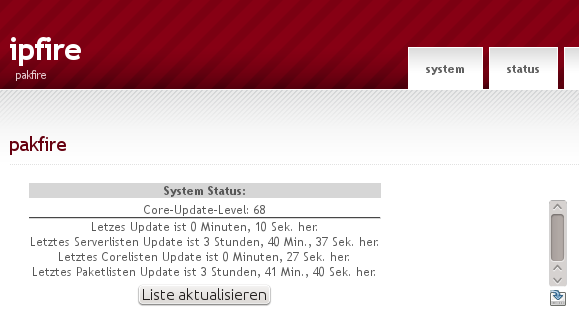 ipfire
pakfire
system
status
pakfire
System Status:
Core-Update-Level: 68
Letzes Update ist 0 Minuten, 10 Sek. her.
Letztes Serverlisten Update ist 3 Stunden, 40 Min., 37 Sek. her.
Letztes Corelisten Update ist 0 Minuten, 27 Sek. her.
Letztes Paketlisten Update ist 3 Stunden, 41 Min., 40 Sek. her.
Liste aktualisieren